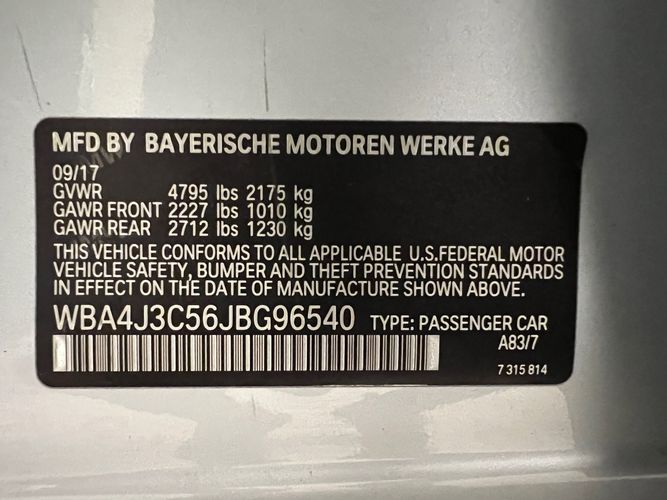 MFD BY BAYERISCHE MOTOREN WERKE AG
09/17
GVWR 4795 lbs 2175 kg
GAWR FRONT 2227 lbs 1010 kg
GAWR REAR 2712 lbs 1230 kg
THIS VEHICLE CONFORMS TO ALL APPLICABLE U.S.FEDERAL MOTOR
VEHICLE SAFETY, BUMPER AND THEFT PREVENTION STANDARDS
IN EFFECT ON THE DATE OF MANUFACTURE SHOWN ABOVE.
WBA4J3C56JBG96540 TYPE: PASSENGER CAR
A83/7
7 315 814